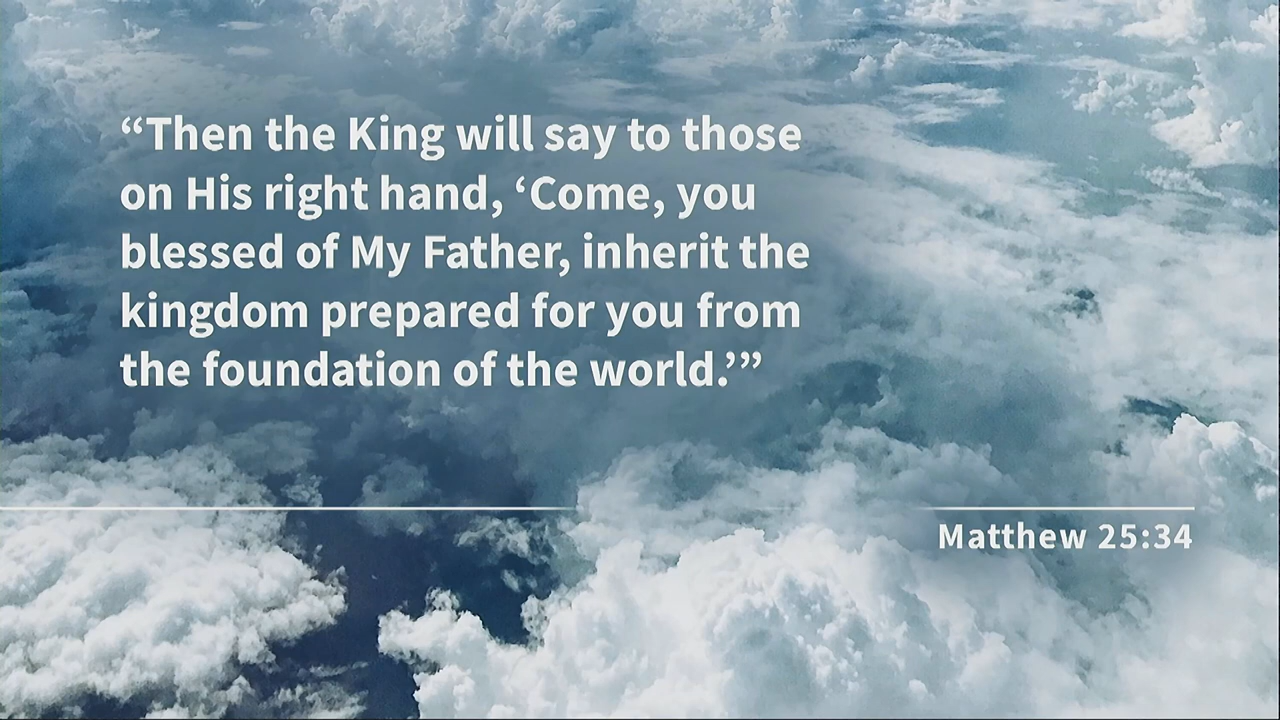 “Then the King will say to those
on His right hand, ‘Come, you
blessed of My Father, inherit the
kingdom prepared for you from
the foundation of the world.’”
Matthew 25:34